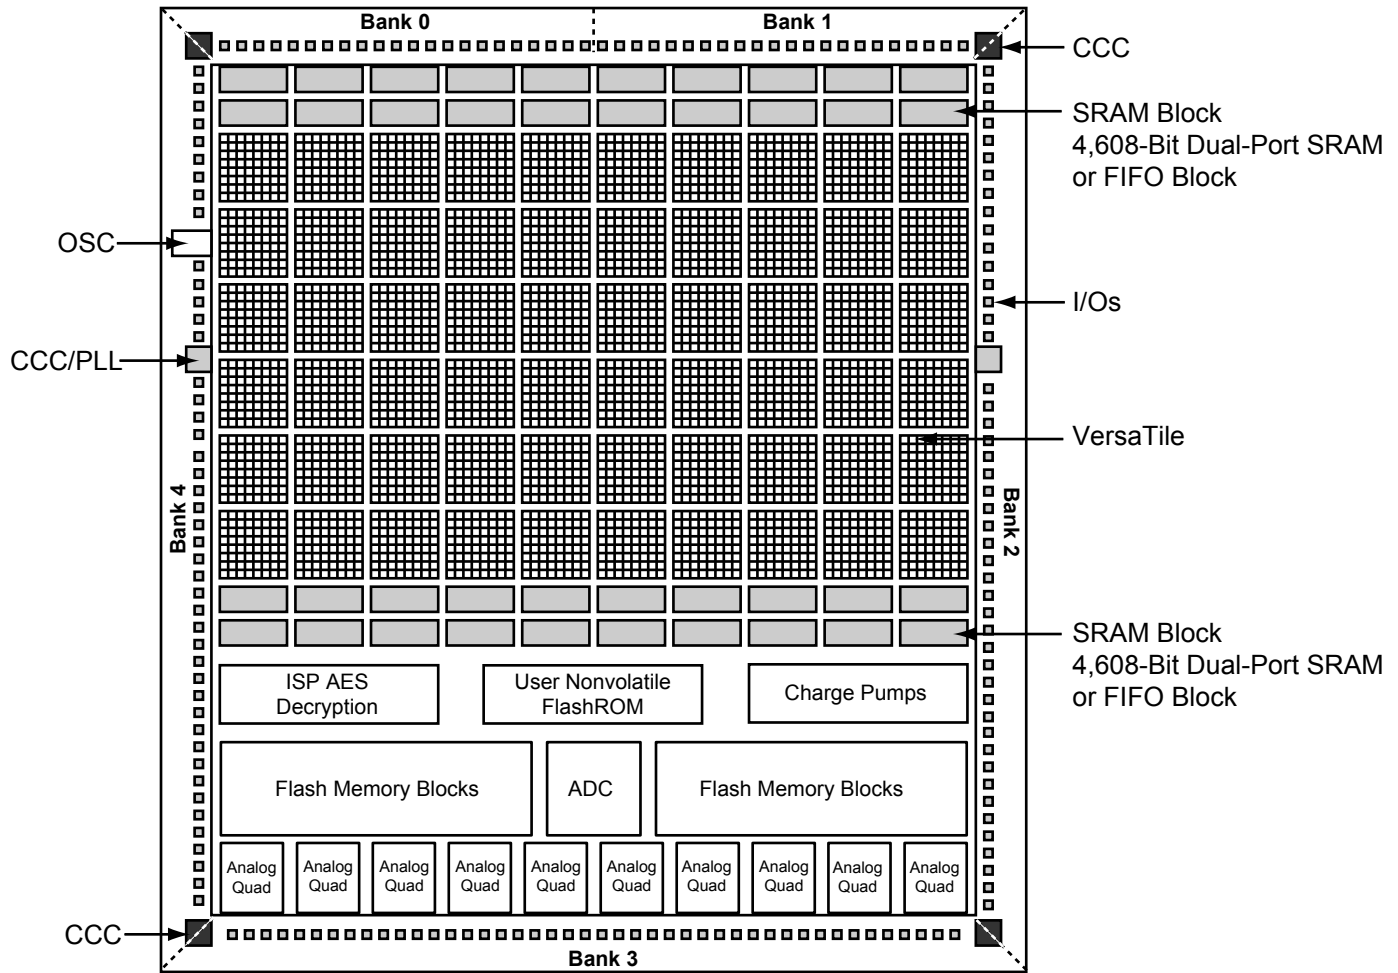 Bank 0
Bank 1
CCC
SRAM Block
4,608-Bit Dual-Port SRAM
or FIFO Block
OSC
I/Os
CCC/PLL
VersaTile
Bank 4
Bank 2
SRAM Block
4,608-Bit Dual-Port SRAM
or FIFO Block
ISP AES
Decryption
User Nonvolatile
FlashROM
Charge Pumps
Flash Memory Blocks
ADC
Flash Memory Blocks
Analog
Quad
Analog
Quad
Analog
Quad
Analog
Quad
Analog
Quad
Analog
Quad
Analog
Quad
Analog
Quad
Analog
Quad
Analog
Quad
CCC
Bank 3